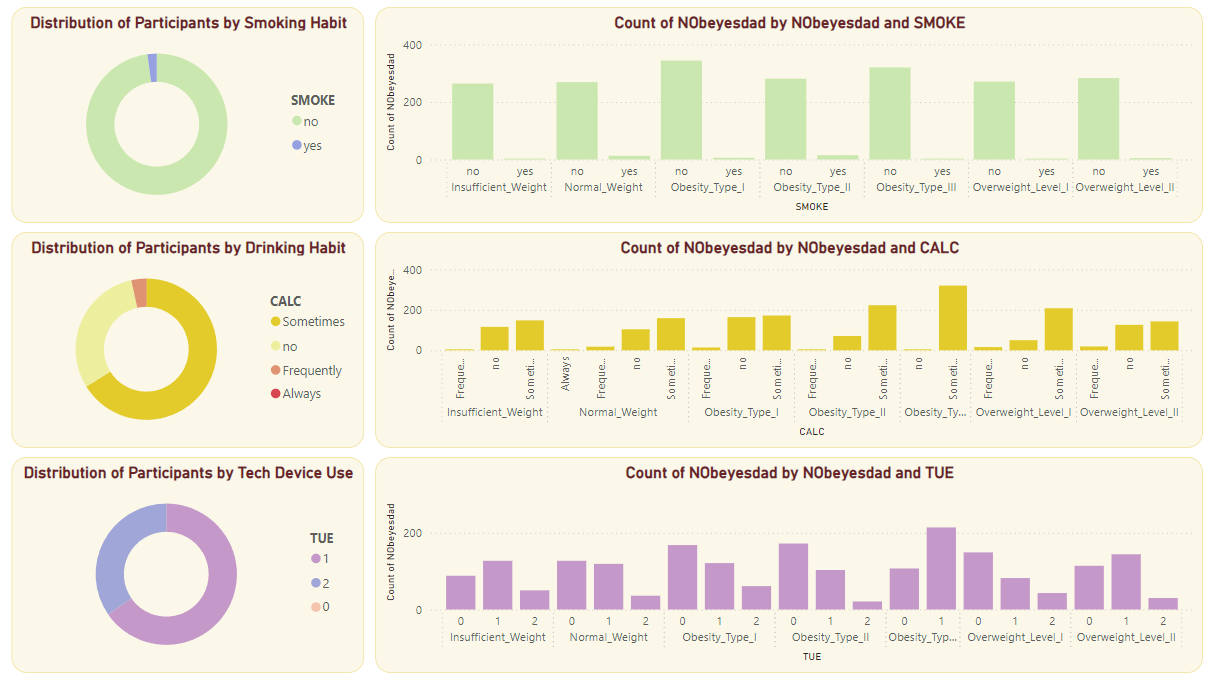 Distribution of Participants by Smoking Habit
SMOKE
no
yes
Count of NObeyesdad by NObeyesdad and SMOKE
Count of NObeyesdad
400
200
0
no yes no yes no yes no yes no yes no yes no yes
Insufficient_Weight Normal_Weight Obesity_Type_I Obesity_Type_II Obesity_Type_III Overweight_Level_I Overweight_Level_II
SMOKE
Distribution of Participants by Drinking Habit
CALC
Sometimes
no
Frequently
Always
Count of NObeyesdad by NObeyesdad and CALC
Count of NObeye...
400
200
0
Freque... no Someti... Always Freque... no Someti... Freque... no Someti... Freque... no Someti... no Someti... Freque... no Someti... Freque... no Someti...
Insufficient_Weight Normal_Weight Obesity_Type_I Obesity_Type_II Obesity_Ty... Overweight_Level_I Overweight_Level_II
CALC
Distribution of Participants by Tech Device Use
TUE
1
2
0
Count of NObeyesdad by NObeyesdad and TUE
Count of NObeyesdad
200
0
0 1 2 0 1 2 0 1 2 0 1 2 0 1 0 1 2 0 1 2
Insufficient_Weight Normal_Weight Obesity_Type_I Obesity_Type_II Obesity_Typ... Overweight_Level_I Overweight_Level_II
TUE